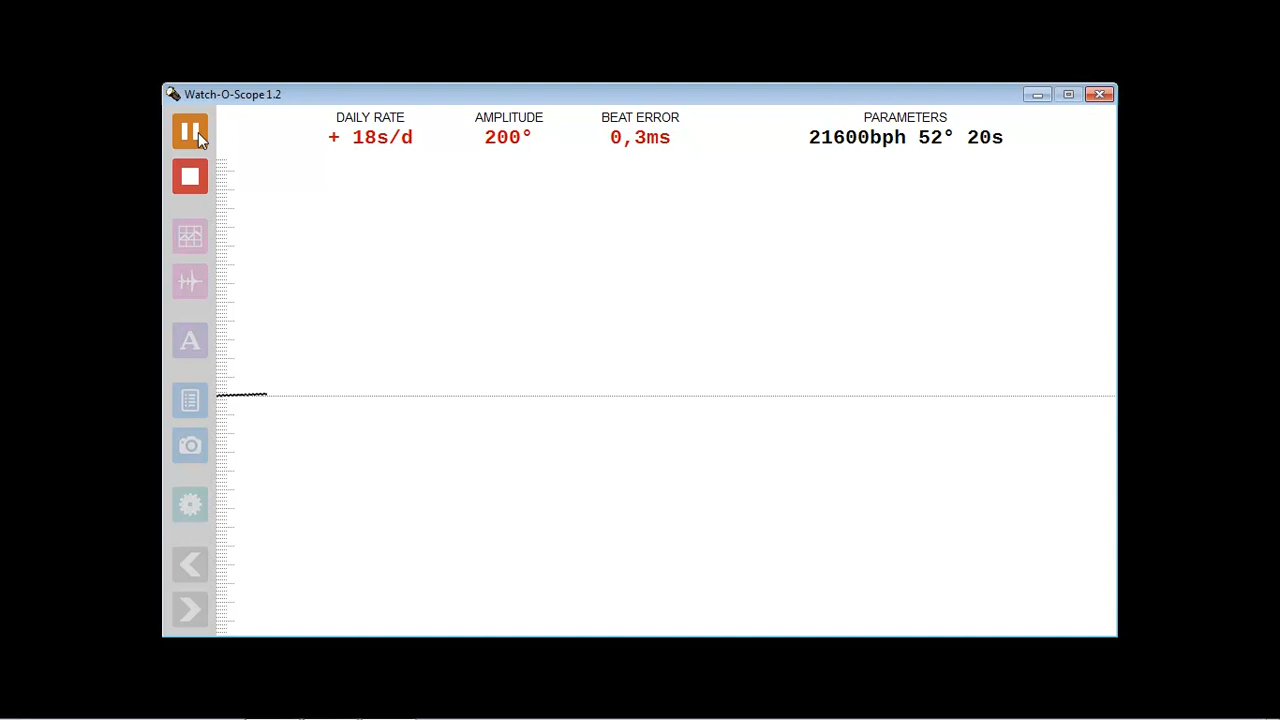 Watch-O-Scope 1.2
DAILY RATE AMPLITUDE BEAT ERROR PARAMETERS
+ 18s/d 200° 0,3ms 21600bph 52° 20s
A